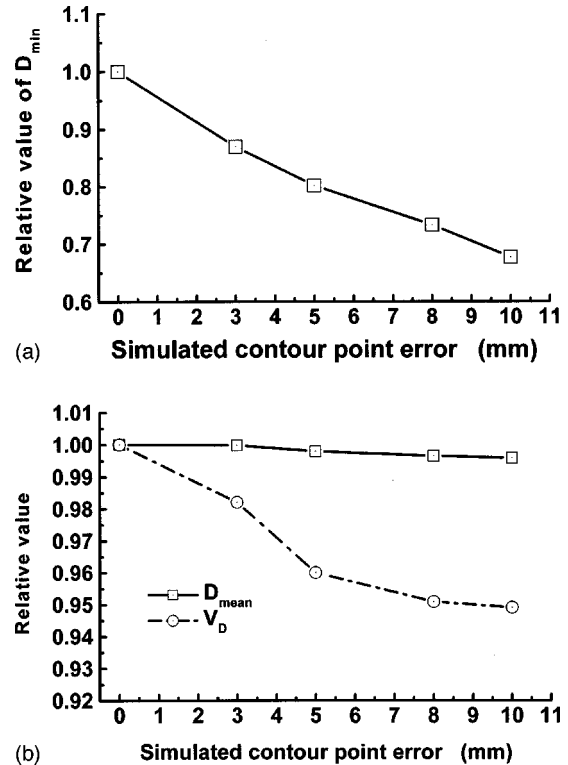 1.1
1.0
0.9
0.8
0.7
0.6
Relative value of D_min
0 1 2 3 4 5 6 7 8 9 10 11
(a) Simulated contour point error (mm)
1.01
1.00
0.99
0.98
0.97
0.96
0.95
0.94
0.93
0.92
Relative value
D_mean
V_D
0 1 2 3 4 5 6 7 8 9 10 11
(b) Simulated contour point error (mm)